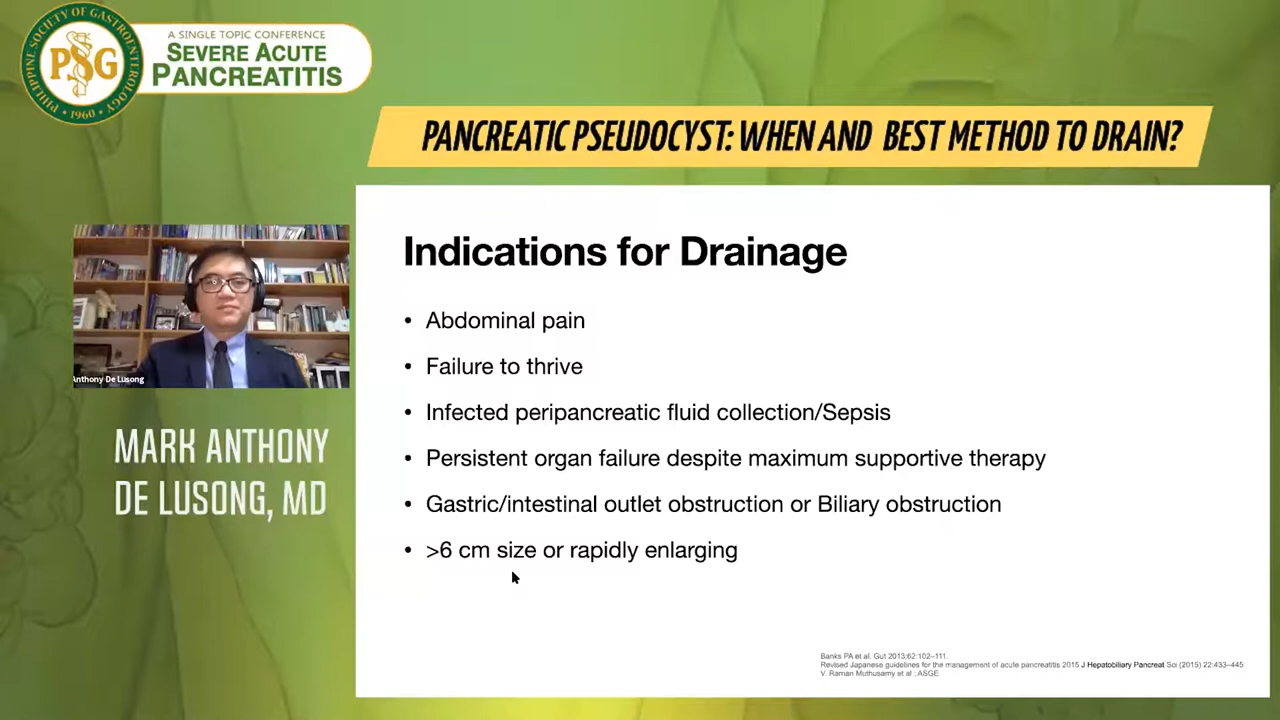 PHILIPPINE SOCIETY OF GASTROENTEROLOGY
PSG
• 1960 •
A SINGLE TOPIC CONFERENCE
SEVERE ACUTE
PANCREATITIS
PANCREATIC PSEUDOCYST: WHEN AND BEST METHOD TO DRAIN?
Anthony De Lusong
MARK ANTHONY
DE LUSONG, MD
Indications for Drainage
• Abdominal pain
• Failure to thrive
• Infected peripancreatic fluid collection/Sepsis
• Persistent organ failure despite maximum supportive therapy
• Gastric/intestinal outlet obstruction or Biliary obstruction
• >6 cm size or rapidly enlarging
Banks PA et al. Gut 2013;62:102–111.
Revised Japanese guidelines for the management of acute pancreatitis 2015 J Hepatobiliary Pancreat Sci (2015) 22:433–445
V. Raman Muthusamy et al : ASGE